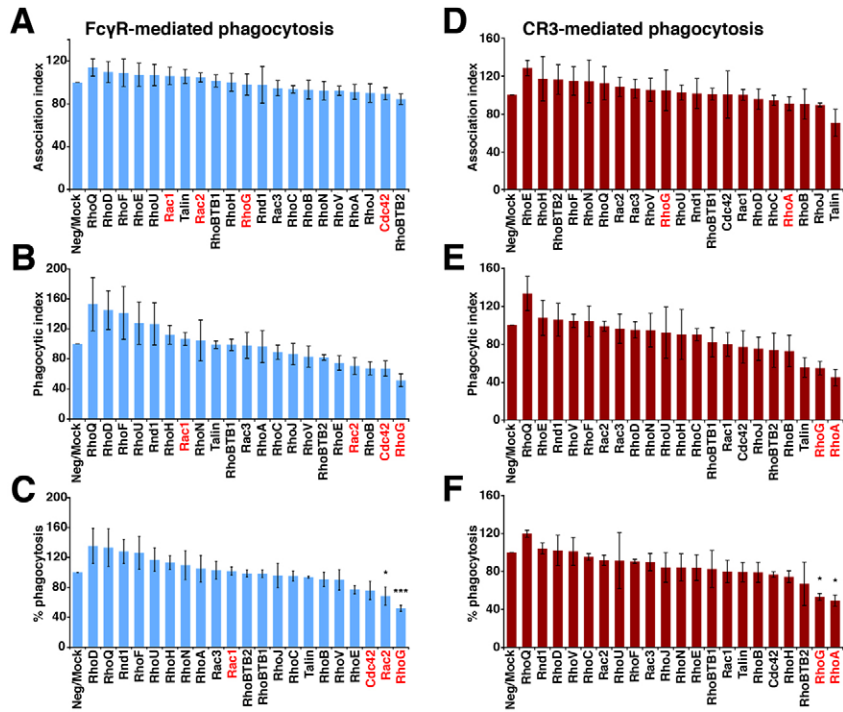 A FcγR-mediated phagocytosis
Association index
120
80
40
0
Neg/Mock RhoQ RhoD RhoF RhoE RhoU Rac1 Talin Rac2 RhoBTB1 RhoH RhoG Rnd1 Rac3 RhoC RhoB RhoN RhoV RhoA RhoJ Cdc42 RhoBTB2
B
Phagocytic index
200
160
120
80
40
0
Neg/Mock RhoQ RhoD RhoF RhoU Rnd1 RhoH Rac1 RhoN Talin RhoBTB1 Rac3 RhoA RhoC RhoJ RhoV RhoBTB2 RhoE Rac2 RhoB Cdc42 RhoG
C
% phagocytosis
200
160
120
80
40
0
* ***
Neg/Mock RhoD RhoQ Rnd1 RhoF RhoU RhoH RhoN RhoA Rac3 Rac1 RhoBTB2 RhoBTB1 RhoJ RhoC Talin RhoB RhoV RhoE Cdc42 Rac2 RhoG
D CR3-mediated phagocytosis
Association index
160
120
80
40
0
Neg/Mock RhoE RhoH RhoBTB2 RhoF RhoN RhoQ Rac2 Rac3 RhoV RhoG RhoU Rnd1 RhoBTB1 Cdc42 Rac1 RhoD RhoC RhoA RhoB RhoJ Talin
E
Phagocytic index
160
120
80
40
0
Neg/Mock RhoQ RhoE Rnd1 RhoV RhoF Rac2 Rac3 RhoD RhoN RhoU RhoH RhoC RhoBTB1 Rac1 Cdc42 RhoJ RhoBTB2 RhoB Talin RhoG RhoA
F
% phagocytosis
160
120
80
40
0
* *
Neg/Mock RhoQ Rnd1 RhoD RhoV RhoC Rac2 RhoU RhoF Rac3 RhoJ RhoN RhoE RhoBTB1 Rac1 Talin RhoB Cdc42 RhoH RhoBTB2 RhoG RhoA